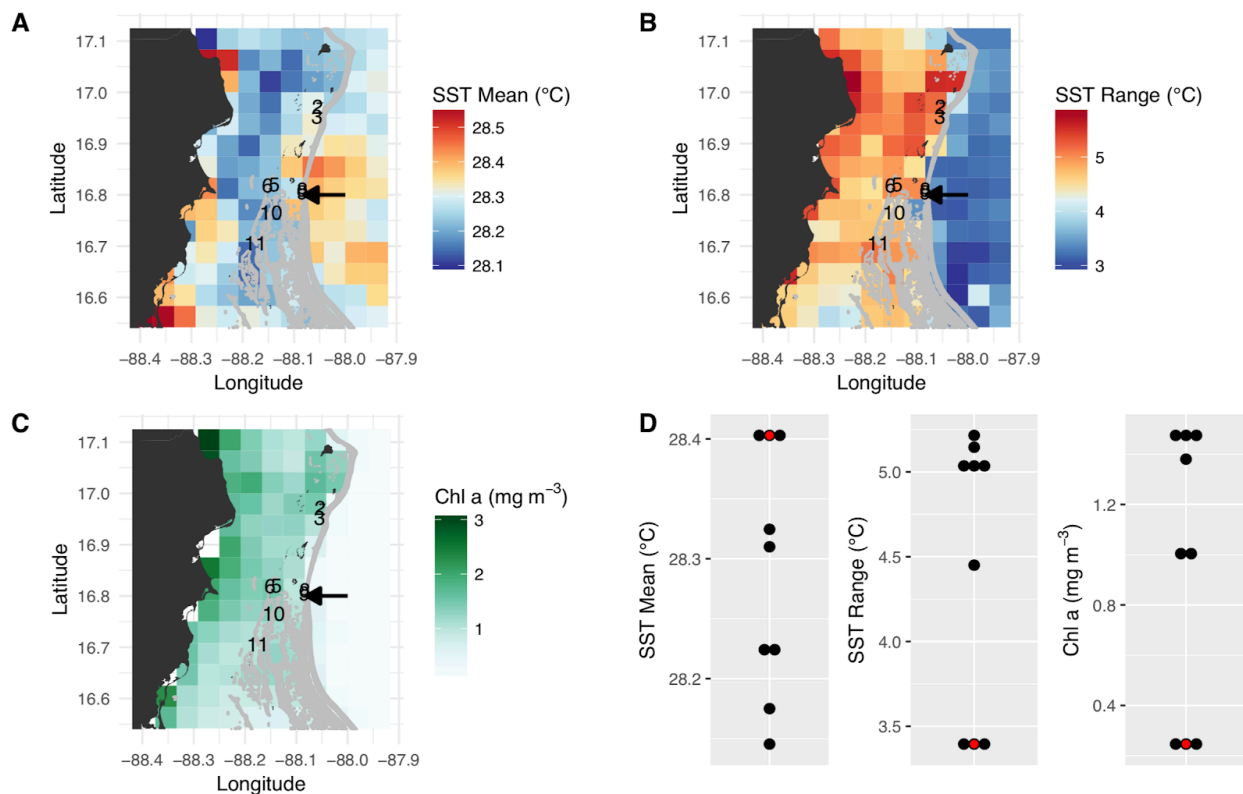 A
17.1
17.0
16.9
16.8
16.7
16.6
Latitude
−88.4 −88.3 −88.2 −88.1 −88.0 −87.9
Longitude
2
3
6 5
10
11
SST Mean (°C)
28.5
28.4
28.3
28.2
28.1
B
17.1
17.0
16.9
16.8
16.7
16.6
Latitude
−88.4 −88.3 −88.2 −88.1 −88.0 −87.9
Longitude
2
3
6 5
10
11
SST Range (°C)
5
4
3
C
17.1
17.0
16.9
16.8
16.7
16.6
Latitude
−88.4 −88.3 −88.2 −88.1 −88.0 −87.9
Longitude
2
3
6 5
10
11
Chl a (mg m⁻³)
3
2
1
D
SST Mean (°C)
28.4
28.3
28.2
SST Range (°C)
5.0
4.5
4.0
3.5
Chl a (mg m⁻³)
1.2
0.8
0.4